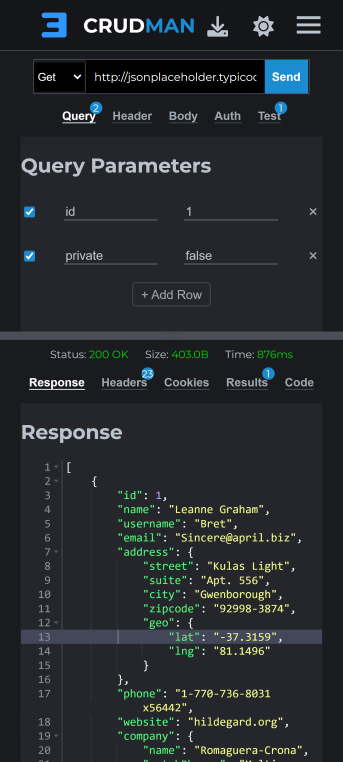 CRUDMAN
Get http://jsonplaceholder.typicod Send
Query 2 Header Body Auth Test 1
Query Parameters
id 1 ×
private false ×
+ Add Row
Status: 200 OK Size: 403.0B Time: 876ms
Response Headers 23 Cookies Results 1 Code
Response
1 [
2 {
3 "id": 1,
4 "name": "Leanne Graham",
5 "username": "Bret",
6 "email": "Sincere@april.biz",
7 "address": {
8 "street": "Kulas Light",
9 "suite": "Apt. 556",
10 "city": "Gwenborough",
11 "zipcode": "92998-3874",
12 "geo": {
13 "lat": "-37.3159",
14 "lng": "81.1496"
15 }
16 },
17 "phone": "1-770-736-8031
x56442",
18 "website": "hildegard.org",
19 "company": {
20 "name": "Romaguera-Crona",